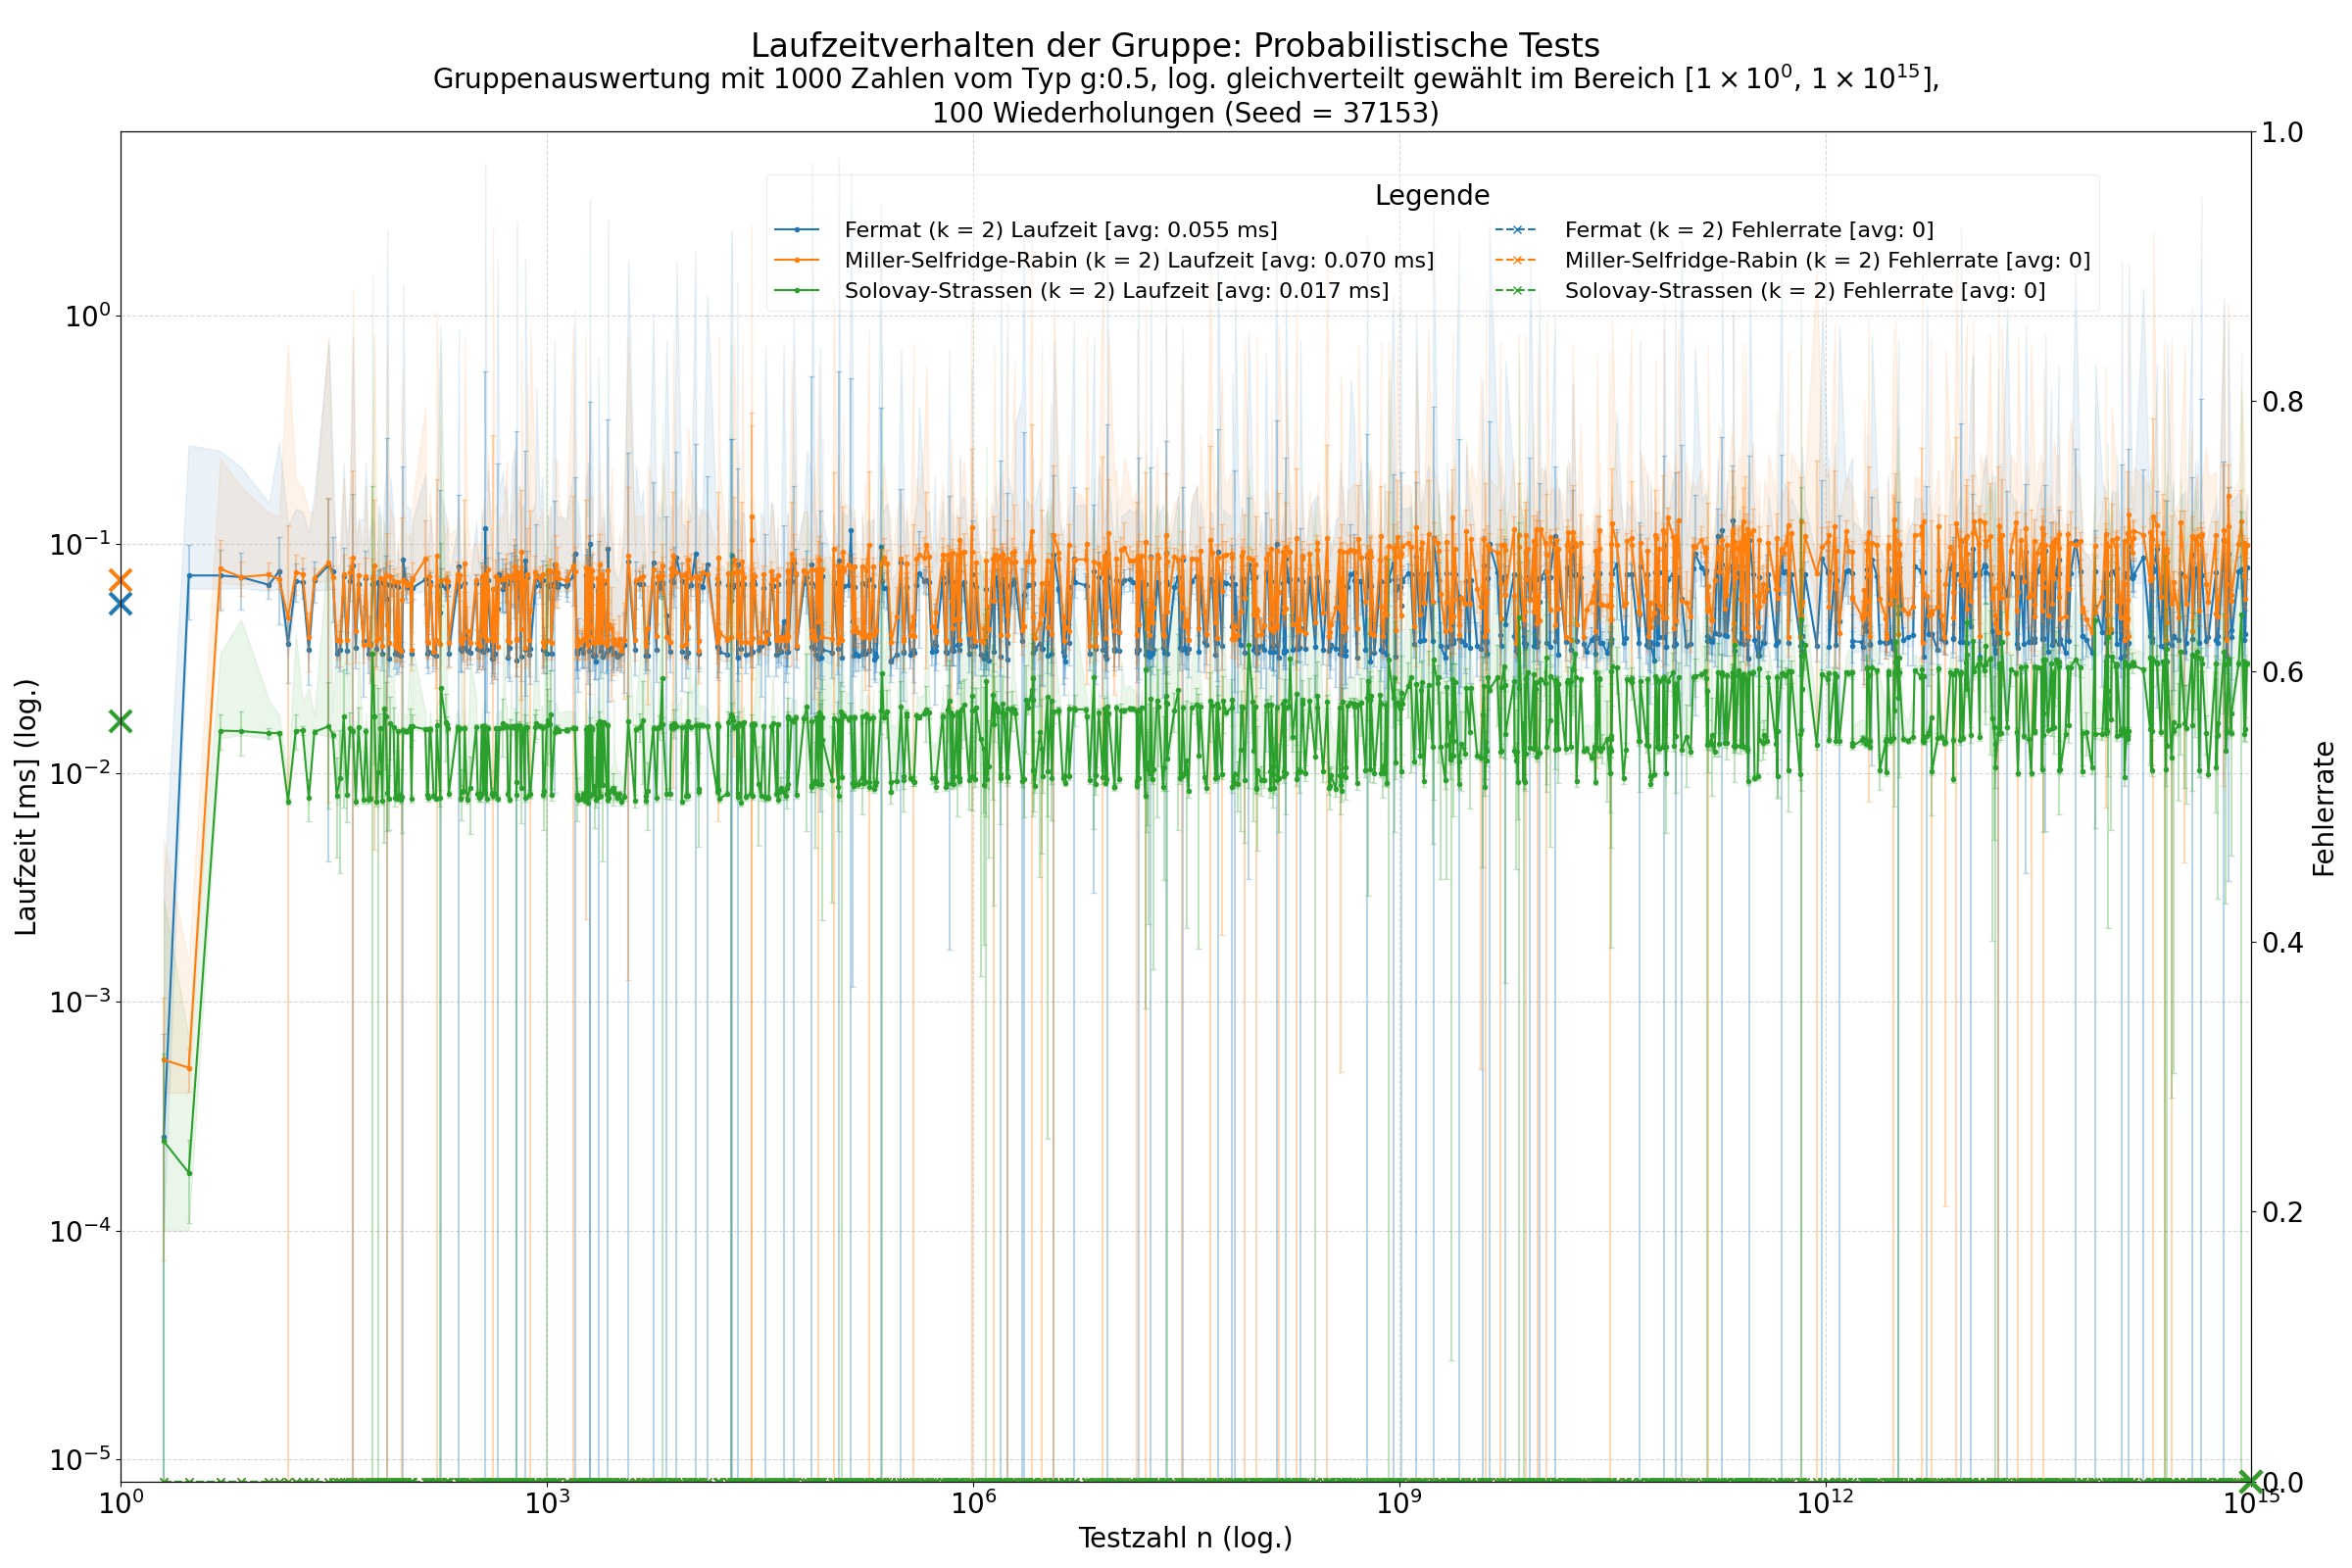 Laufzeitverhalten der Gruppe: Probabilistische Tests
Gruppenauswertung mit 1000 Zahlen vom Typ g:0.5, log. gleichverteilt gewählt im Bereich [1 × 10⁰, 1 × 10¹⁵],
100 Wiederholungen (Seed = 37153)
Legende
Fermat (k = 2) Laufzeit [avg: 0.055 ms]
Miller-Selfridge-Rabin (k = 2) Laufzeit [avg: 0.070 ms]
Solovay-Strassen (k = 2) Laufzeit [avg: 0.017 ms]
Fermat (k = 2) Fehlerrate [avg: 0]
Miller-Selfridge-Rabin (k = 2) Fehlerrate [avg: 0]
Solovay-Strassen (k = 2) Fehlerrate [avg: 0]
Laufzeit [ms] (log.)
10⁰
10⁻¹
10⁻²
10⁻³
10⁻⁴
10⁻⁵
1.0
0.8
0.6
0.4
0.2
0.0
Fehlerrate
10⁰ 10³ 10⁶ 10⁹ 10¹² 10¹⁵
Testzahl n (log.)